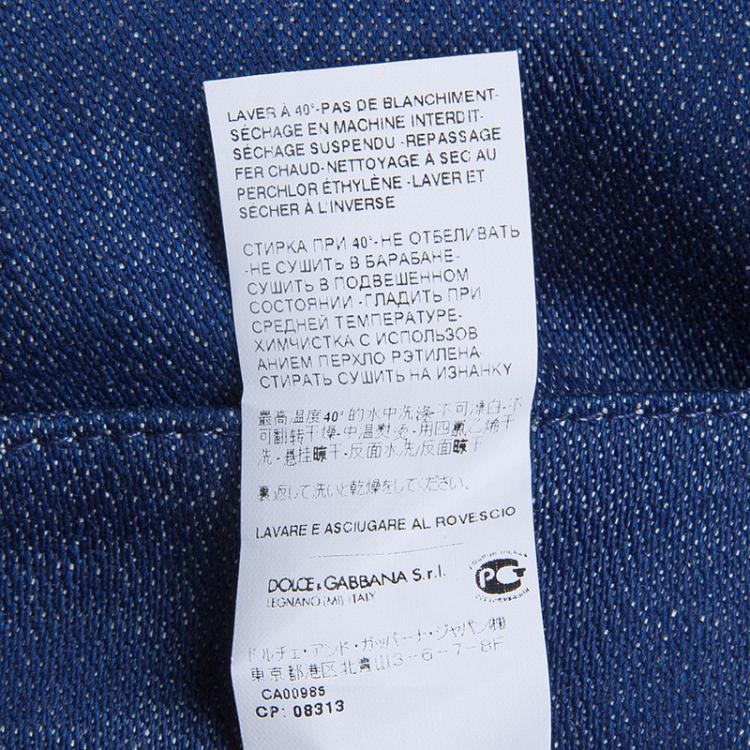 LAVER À 40°-PAS DE BLANCHIMENT-
SÉCHAGE EN MACHINE INTERDIT-
SÉCHAGE SUSPENDU -REPASSAGE
FER CHAUD-NETTOYAGE À SEC AU
PERCHLOR ÉTHYLÈNE -LAVER ET
SÉCHER À L'INVERSE
СТИРКА ПРИ 40°-НЕ ОТБЕЛИВАТЬ
-НЕ СУШИТЬ В БАРАБАНЕ-
СУШИТЬ В ПОДВЕШЕННОМ
СОСТОЯНИИ -ГЛАДИТЬ ПРИ
СРЕДНЕЙ ТЕМПЕРАТУРЕ-
ХИМЧИСТКА С ИСПОЛЬЗОВ
АНИЕМ ПЕРХЛО РЭТИЛЕНА-
СТИРАТЬ СУШИТЬ НА ИЗНАНКУ
最高温度40°的水中洗涤-不可漂白-不
可翻转干燥-中温熨烫-用四氯乙烯干
洗-悬挂晾干-反面水洗/反面晾干
裏返して洗いと乾燥をしてください。
LAVARE E ASCIUGARE AL ROVESCIO
DOLCE & GABBANA S.r.l.
LEGNANO (MI) ITALY
РСТ
ドルチェ・アンド・ガッバーナ・ジャパン㈱
東京都港区北青山3-6-7-8F
CA00985
CP: 08313